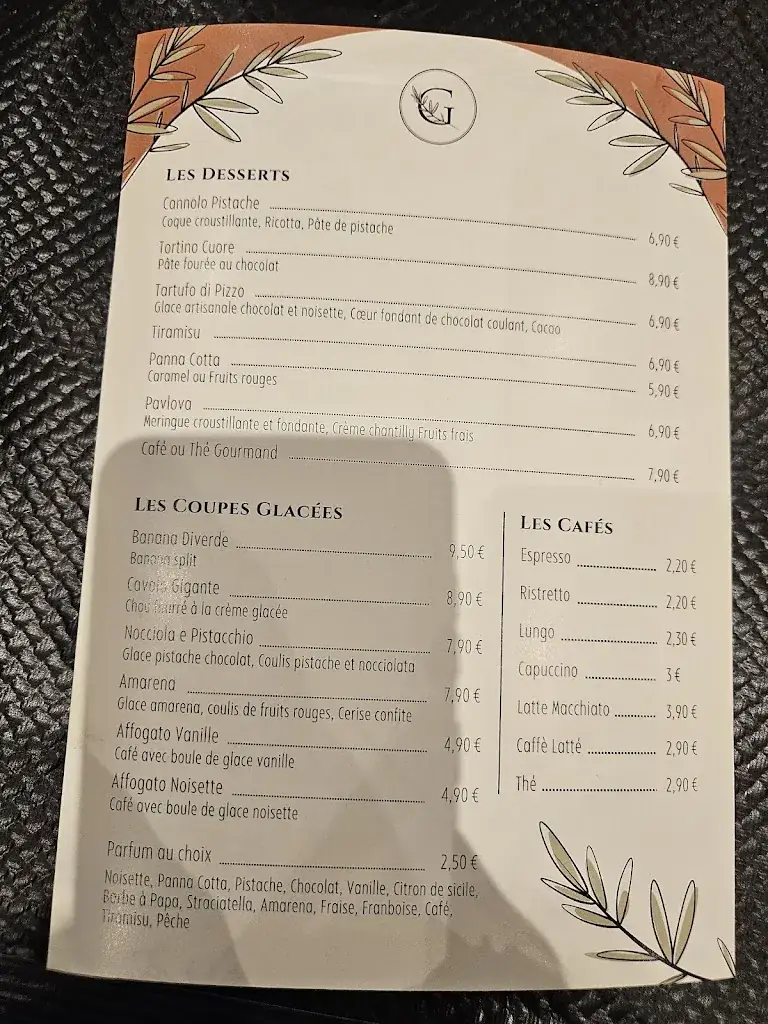 G
LES DESSERTS
Cannolo Pistache 6,90 €
Coque croustillante, Ricotta, Pâte de pistache
Tortino Cuore 8,90 €
Pâte fourée au chocolat
Tartufo di Pizzo 6,90 €
Glace artisanale chocolat et noisette, Cœur fondant de chocolat coulant, Cacao
Tiramisu 6,90 €
Panna Cotta 5,90 €
Caramel ou Fruits rouges
Pavlova 6,90 €
Meringue croustillante et fondante, Crème chantilly Fruits frais
Café ou Thé Gourmand 7,90 €
LES COUPES GLACÉES
Banana Diverde 9,50 €
Banana split
Gigante 8,90 €
Chou fourré à la crème glacée
Nocciola e Pistacchio 7,90 €
Glace pistache chocolat, Coulis pistache et nocciolata
Amarena 7,90 €
Glace amarena, coulis de fruits rouges, Cerise confite
Affogato Vanille 4,90 €
Café avec boule de glace vanille
Affogato Noisette 4,90 €
Café avec boule de glace noisette
Parfum au choix 2,50 €
Noisette, Panna Cotta, Pistache, Chocolat, Vanille, Citron de sicile,
Barbe à Papa, Straciatella, Amarena, Fraise, Franboise, Café,
Tiramisu, Pêche
LES CAFÉS
Espresso 2,20 €
Ristretto 2,20 €
Lungo 2,30 €
Capuccino 3 €
Latte Macchiato 3,90 €
Caffè Latté 2,90 €
Thé 2,90 €